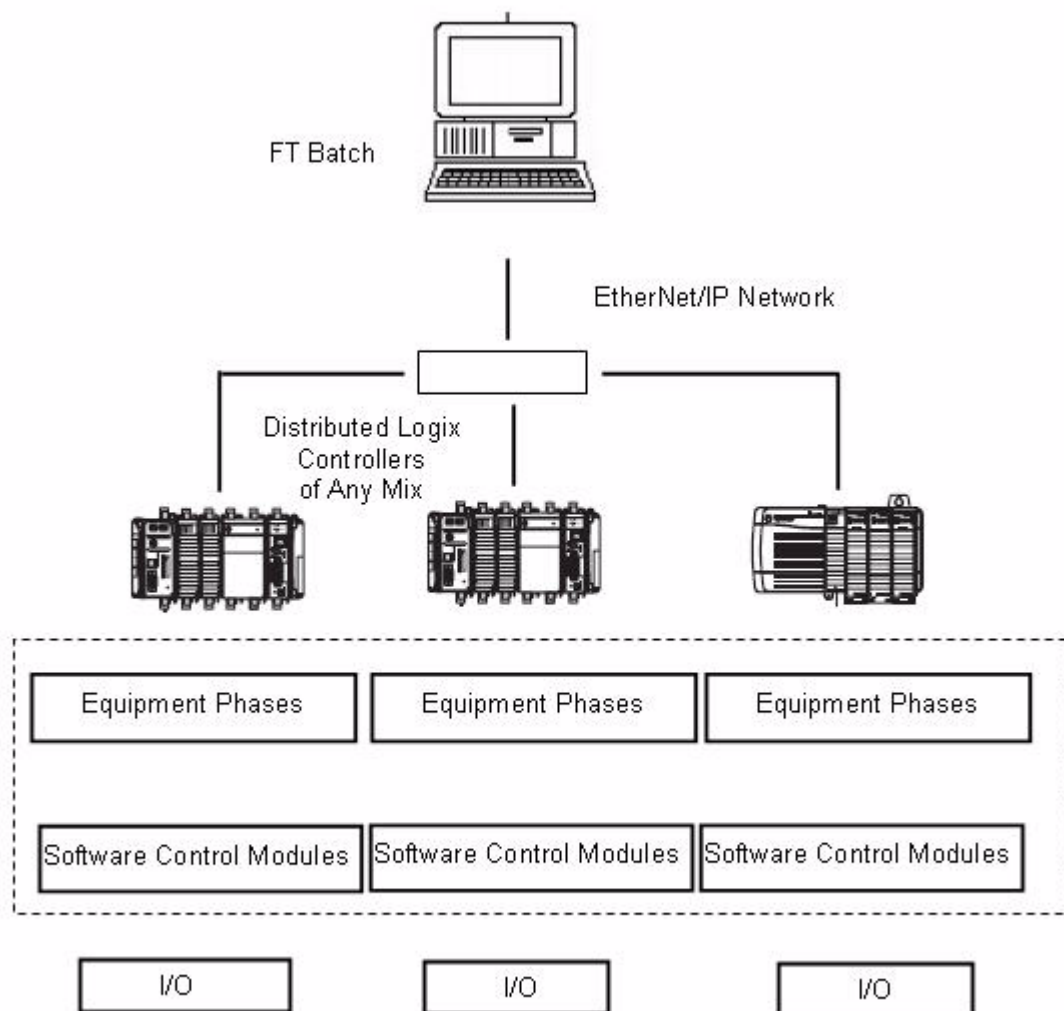 FT Batch
EtherNet/IP Network
Distributed Logix
Controllers
of Any Mix
Equipment Phases
Equipment Phases
Equipment Phases
Software Control Modules
Software Control Modules
Software Control Modules
I/O
I/O
I/O